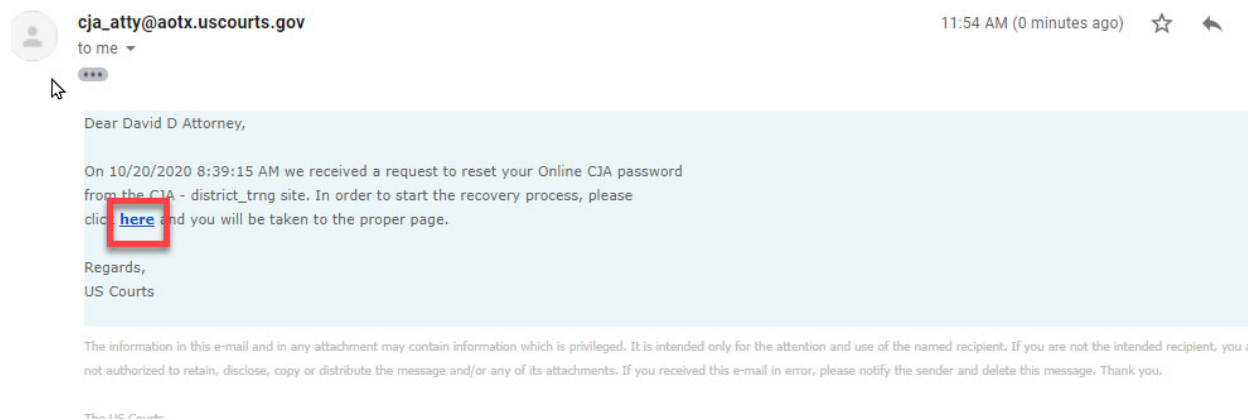 cja_atty@aotx.uscourts.gov 11:54 AM (0 minutes ago)
to me
Dear David D Attorney,
On 10/20/2020 8:39:15 AM we received a request to reset your Online CJA password
from the CJA - district_trng site. In order to start the recovery process, please
click here and you will be taken to the proper page.
Regards,
US Courts
The information in this e-mail and in any attachment may contain information which is privileged. It is intended only for the attention and use of the named recipient. If you are not the intended recipient, you a
not authorized to retain, disclose, copy or distribute the message and/or any of its attachments. If you received this e-mail in error, please notify the sender and delete this message. Thank you.
The US Courts